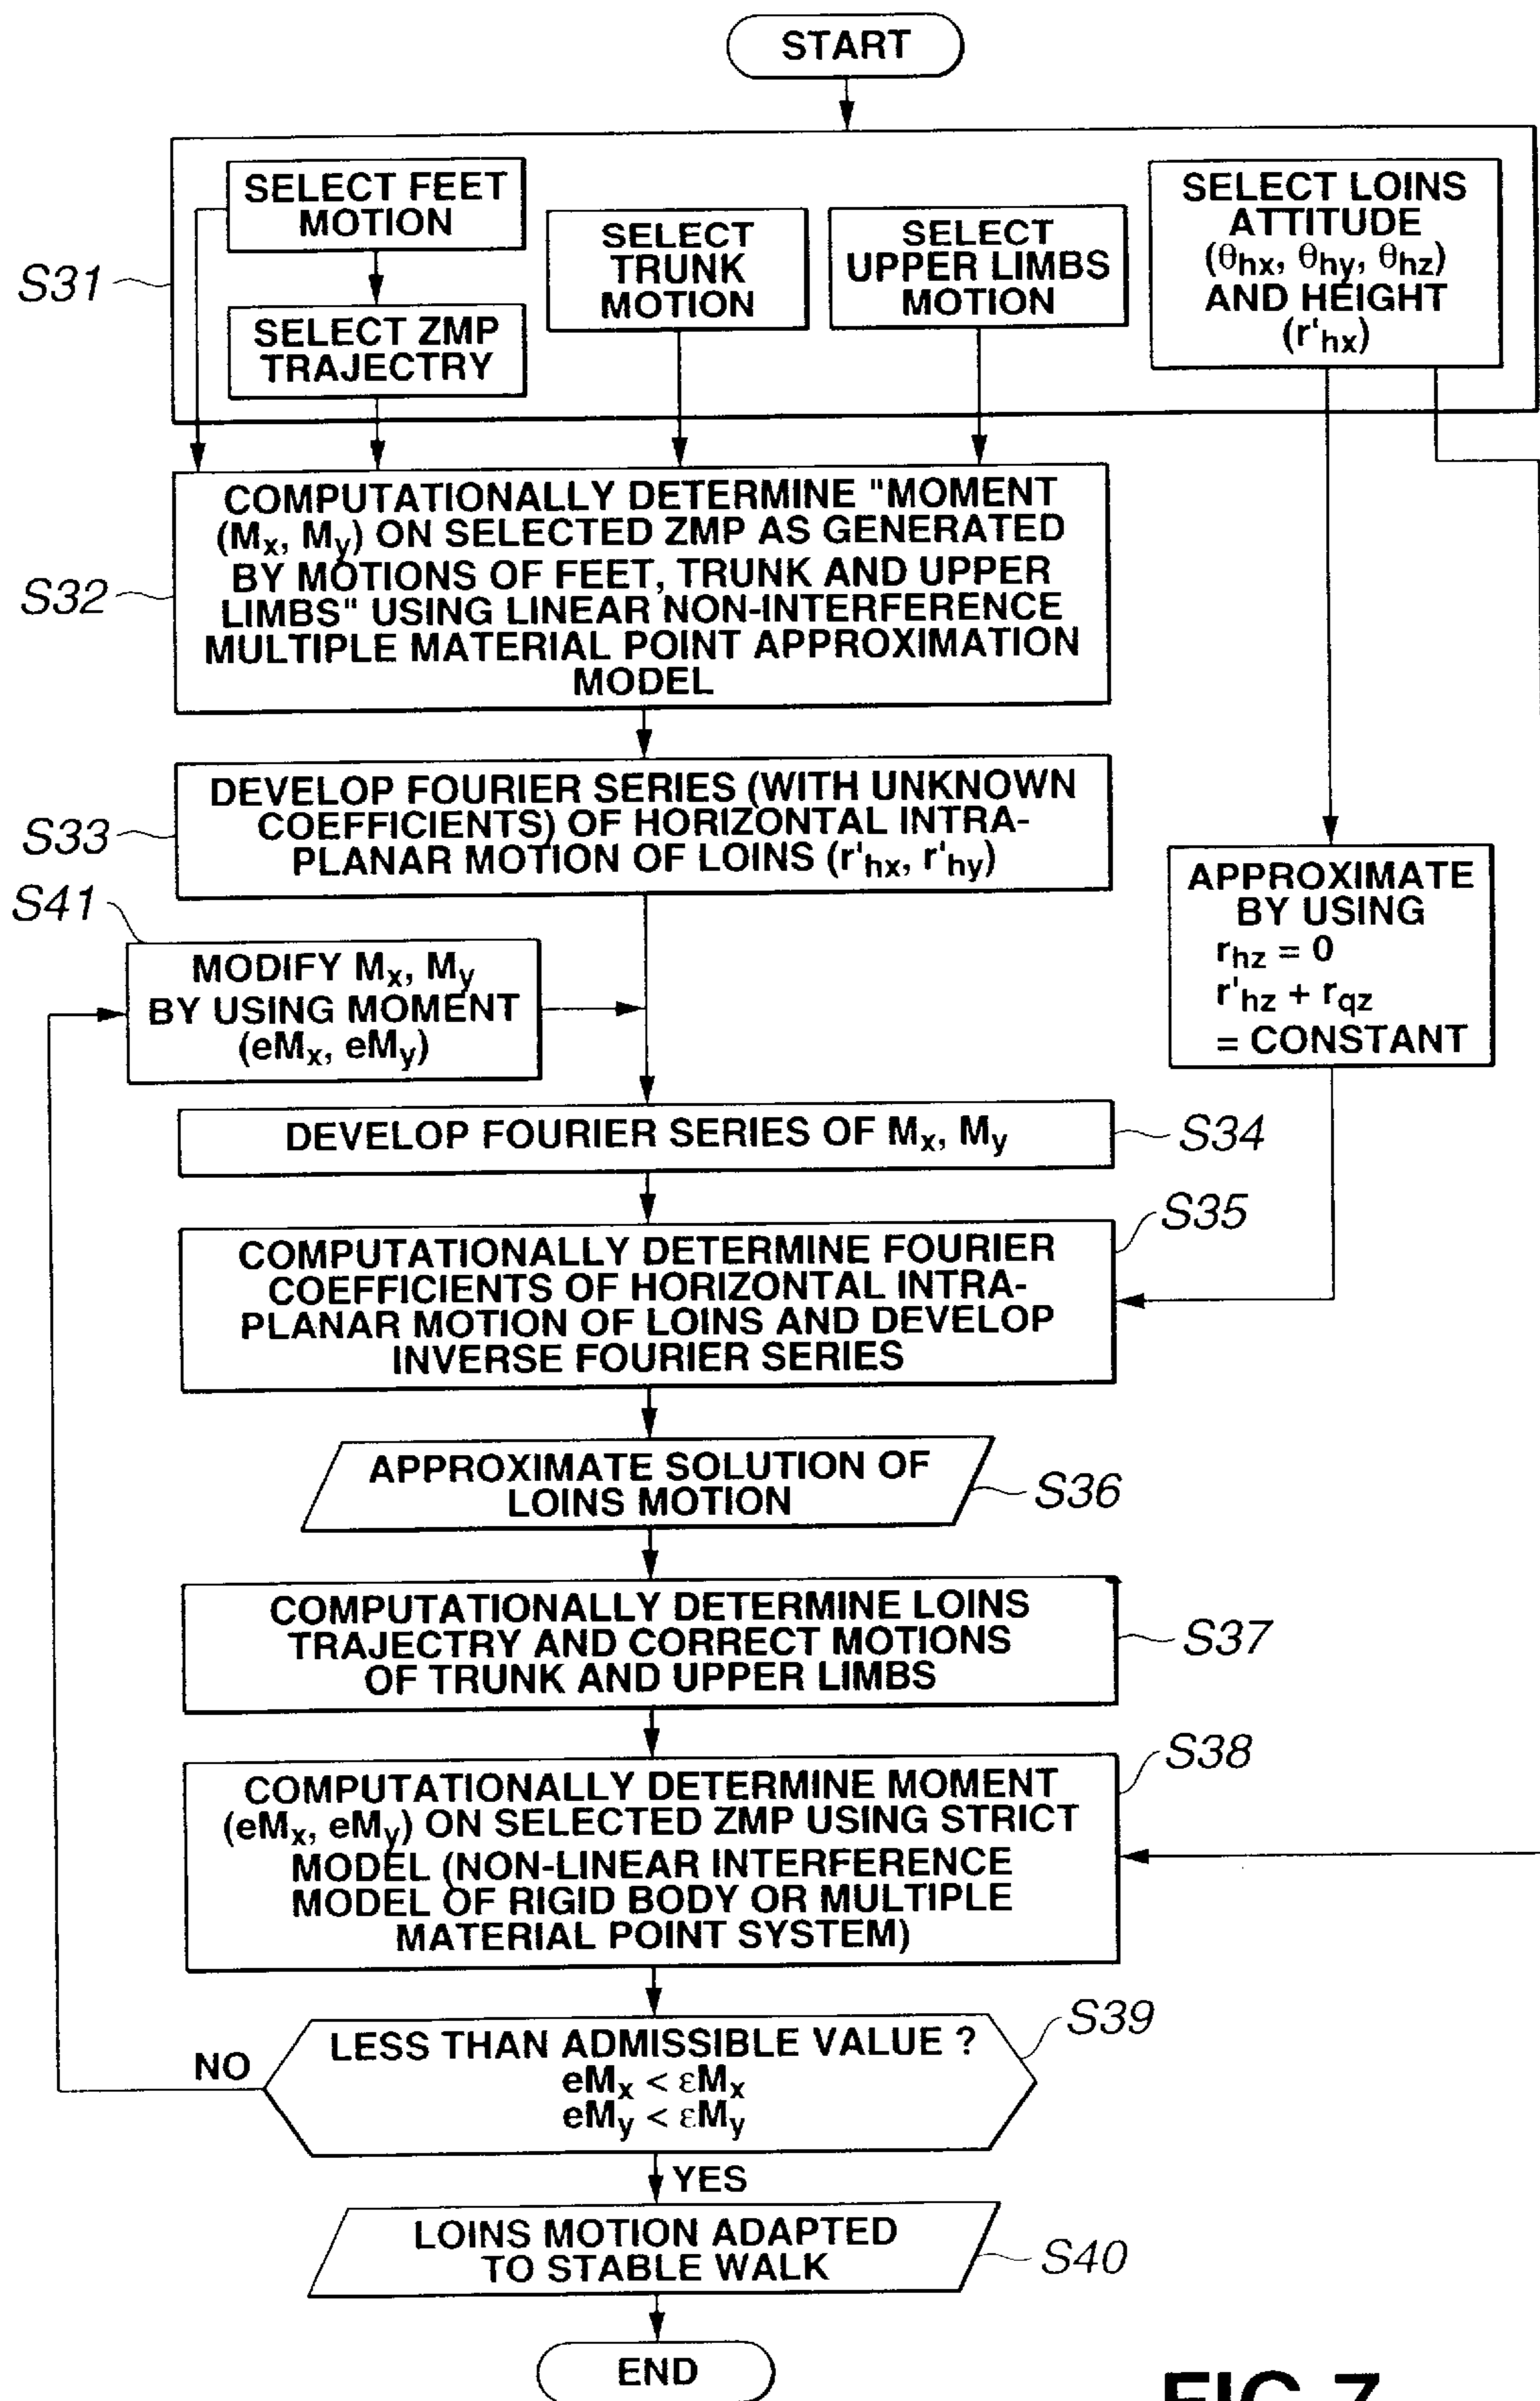 START
SELECT FEET
MOTION
SELECT ZMP
TRAJECTRY
SELECT
TRUNK
MOTION
SELECT
UPPER LIMBS
MOTION
SELECT LOINS
ATTITUDE
(θhx, θhy, θhz)
AND HEIGHT
(r'hx)
S31
COMPUTATIONALLY DETERMINE "MOMENT
(Mx, My) ON SELECTED ZMP AS GENERATED
BY MOTIONS OF FEET, TRUNK AND UPPER
LIMBS" USING LINEAR NON-INTERFERENCE
MULTIPLE MATERIAL POINT APPROXIMATION
MODEL
S32
DEVELOP FOURIER SERIES (WITH UNKNOWN
COEFFICIENTS) OF HORIZONTAL INTRA-
PLANAR MOTION OF LOINS (r'hx, r'hy)
S33
S41
MODIFY Mx, My
BY USING MOMENT
(eMx, eMy)
APPROXIMATE
BY USING
rhz = 0
r'hz + rqz
= CONSTANT
DEVELOP FOURIER SERIES OF Mx, My
S34
S35
COMPUTATIONALLY DETERMINE FOURIER
COEFFICIENTS OF HORIZONTAL INTRA-
PLANAR MOTION OF LOINS AND DEVELOP
INVERSE FOURIER SERIES
APPROXIMATE SOLUTION OF
LOINS MOTION
S36
COMPUTATIONALLY DETERMINE LOINS
TRAJECTRY AND CORRECT MOTIONS
OF TRUNK AND UPPER LIMBS
S37
S38
COMPUTATIONALLY DETERMINE MOMENT
(eMx, eMy) ON SELECTED ZMP USING STRICT
MODEL (NON-LINEAR INTERFERENCE
MODEL OF RIGID BODY OR MULTIPLE
MATERIAL POINT SYSTEM)
S39
LESS THAN ADMISSIBLE VALUE ?
eMx < εMx
eMy < εMy
NO
YES
LOINS MOTION ADAPTED
TO STABLE WALK
S40
END
FIG.7